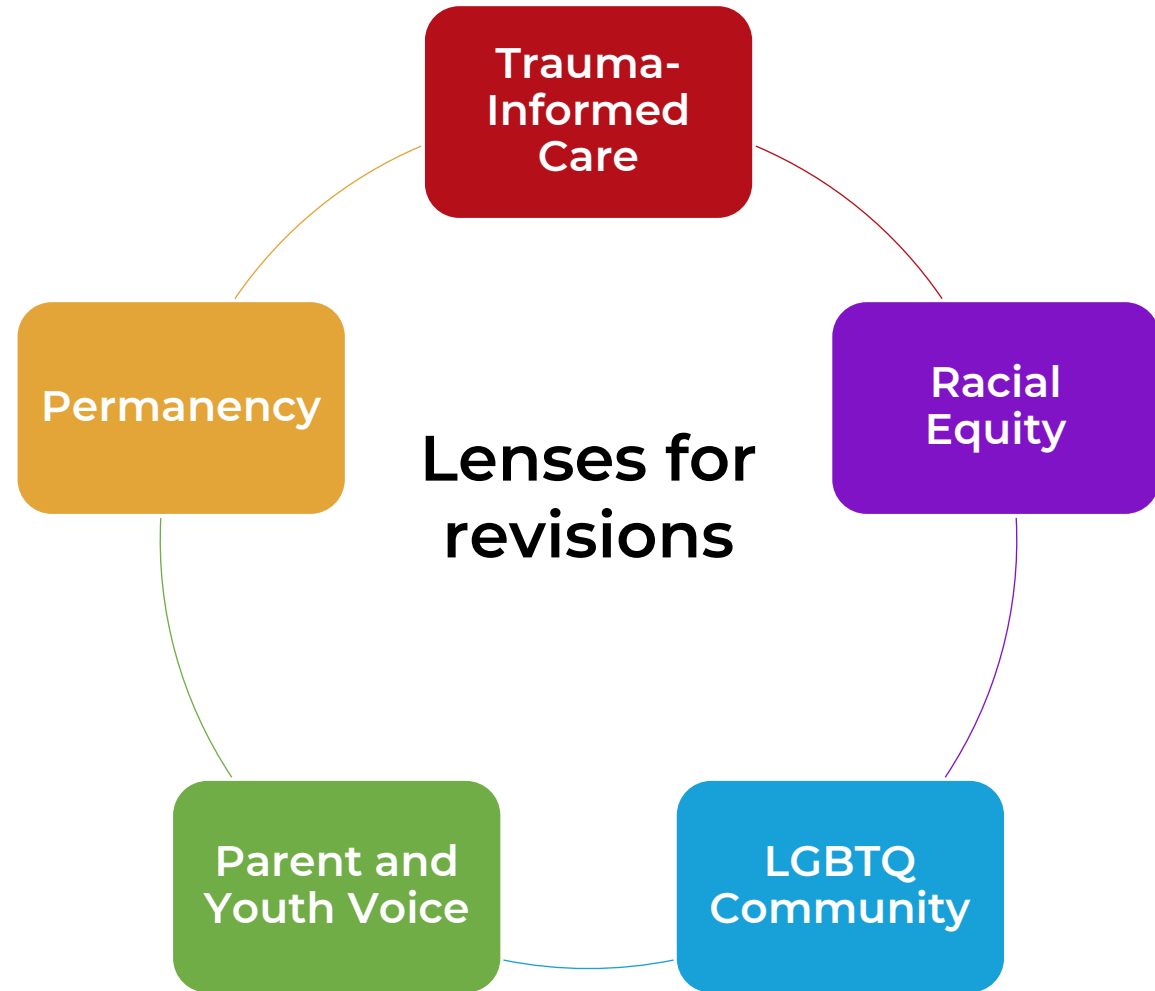 Trauma-
Informed
Care
Racial
Equity
Permanency
Lenses for
revisions
Parent and
Youth Voice
LGBTQ
Community